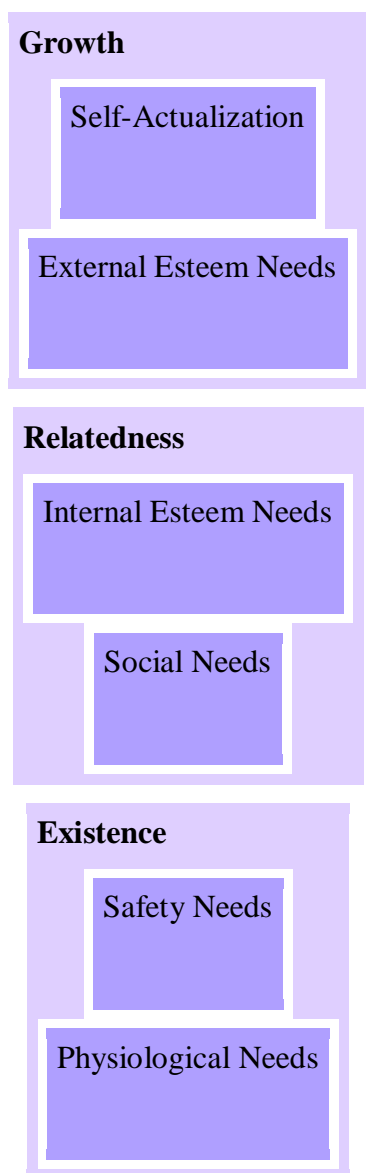 Growth
Self-Actualization
External Esteem Needs
Relatedness
Internal Esteem Needs
Social Needs
Existence
Safety Needs
Physiological Needs